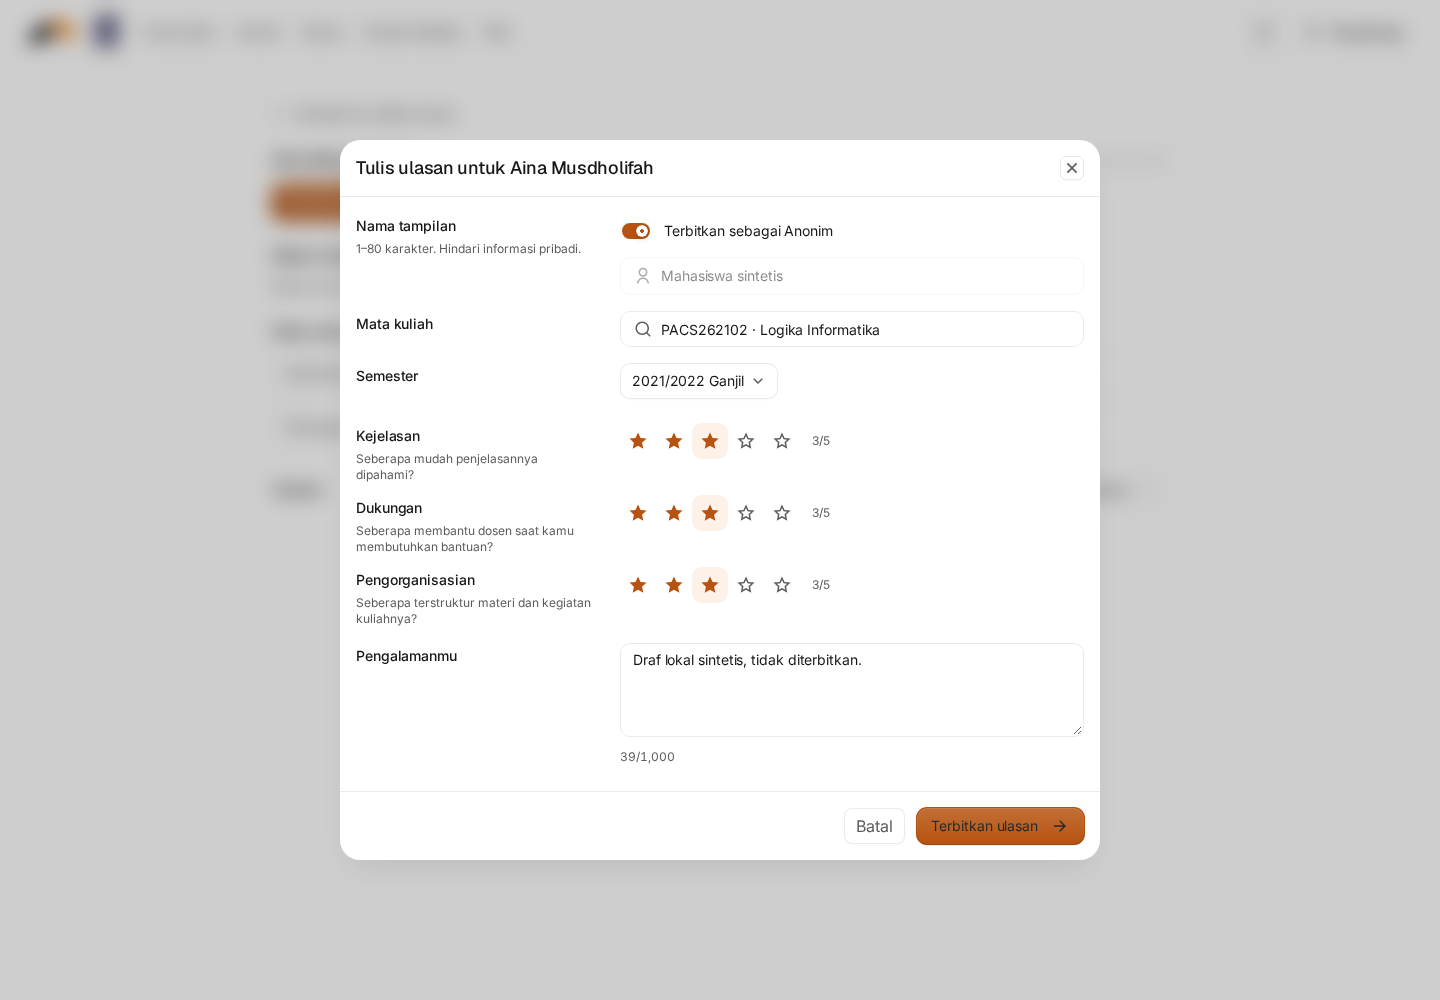 Tulis ulasan untuk Aina Musdholifah
Nama tampilan
1–80 karakter. Hindari informasi pribadi.
Terbitkan sebagai Anonim
Mahasiswa sintetis
Mata kuliah
PACS262102 · Logika Informatika
Semester
2021/2022 Ganjil
Kejelasan
Seberapa mudah penjelasannya
dipahami?
3/5
Dukungan
Seberapa membantu dosen saat kamu
membutuhkan bantuan?
3/5
Pengorganisasian
Seberapa terstruktur materi dan kegiatan
kuliahnya?
3/5
Pengalamanmu
Draf lokal sintetis, tidak diterbitkan.
39/1,000
Batal
Terbitkan ulasan